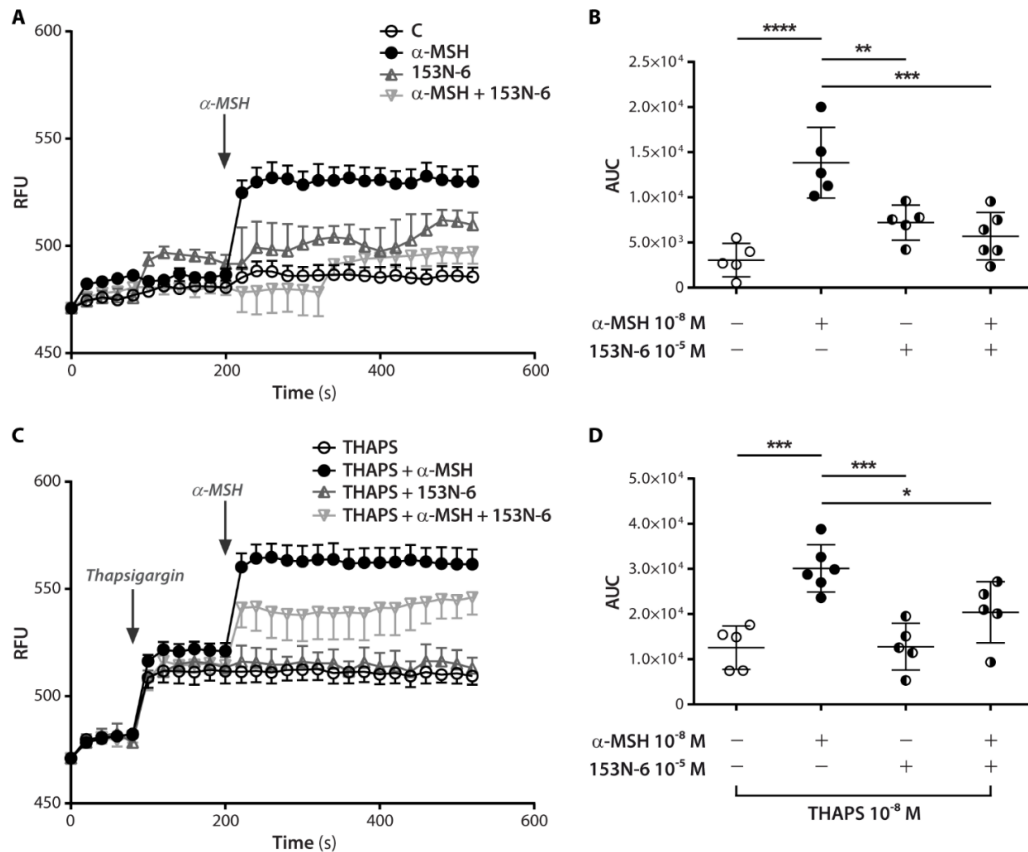 A
600
550
500
450
RFU
0
200
400
600
Time (s)
α-MSH
C
α-MSH
153N-6
α-MSH + 153N-6
B
****
**
***
2.5×10⁴
2.0×10⁴
1.5×10⁴
1.0×10⁴
5.0×10³
0
AUC
α-MSH 10⁻⁸ M − + − +
153N-6 10⁻⁵ M − − + +
C
600
550
500
450
RFU
0
200
400
600
Time (s)
Thapsigargin
α-MSH
THAPS
THAPS + α-MSH
THAPS + 153N-6
THAPS + α-MSH + 153N-6
D
***
***
*
5.0×10⁴
4.0×10⁴
3.0×10⁴
2.0×10⁴
1.0×10⁴
0
AUC
α-MSH 10⁻⁸ M − + − +
153N-6 10⁻⁵ M − − + +
THAPS 10⁻⁸ M